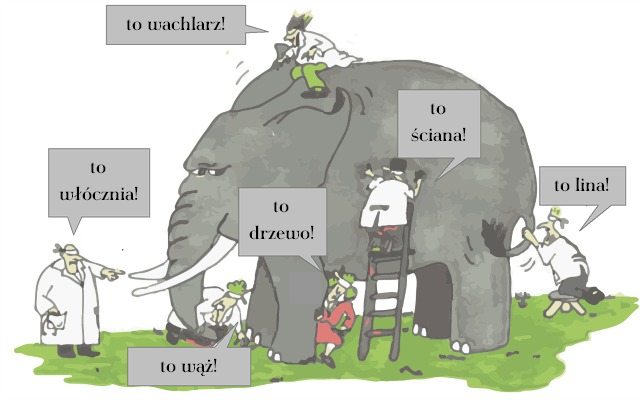 to wachlarz!
to
ściana!
to
włócznia!
to lina!
to
drzewo!
to wąż!